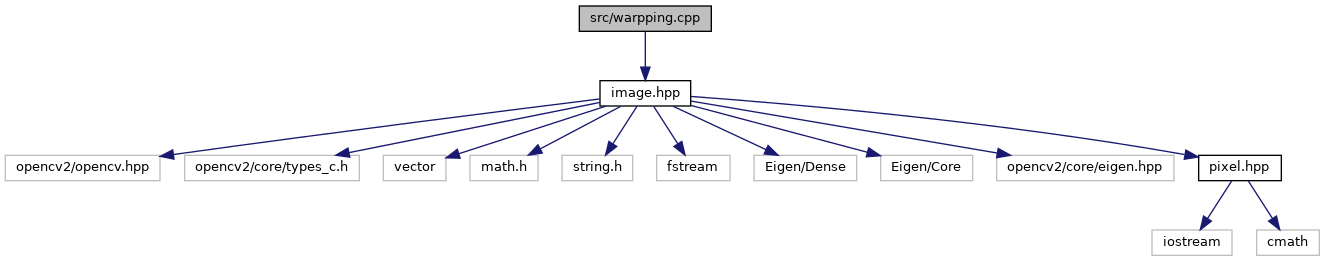 src/warpping.cpp
image.hpp
opencv2/opencv.hpp
opencv2/core/types_c.h
vector
math.h
string.h
fstream
Eigen/Dense
Eigen/Core
opencv2/core/eigen.hpp
pixel.hpp
iostream
cmath